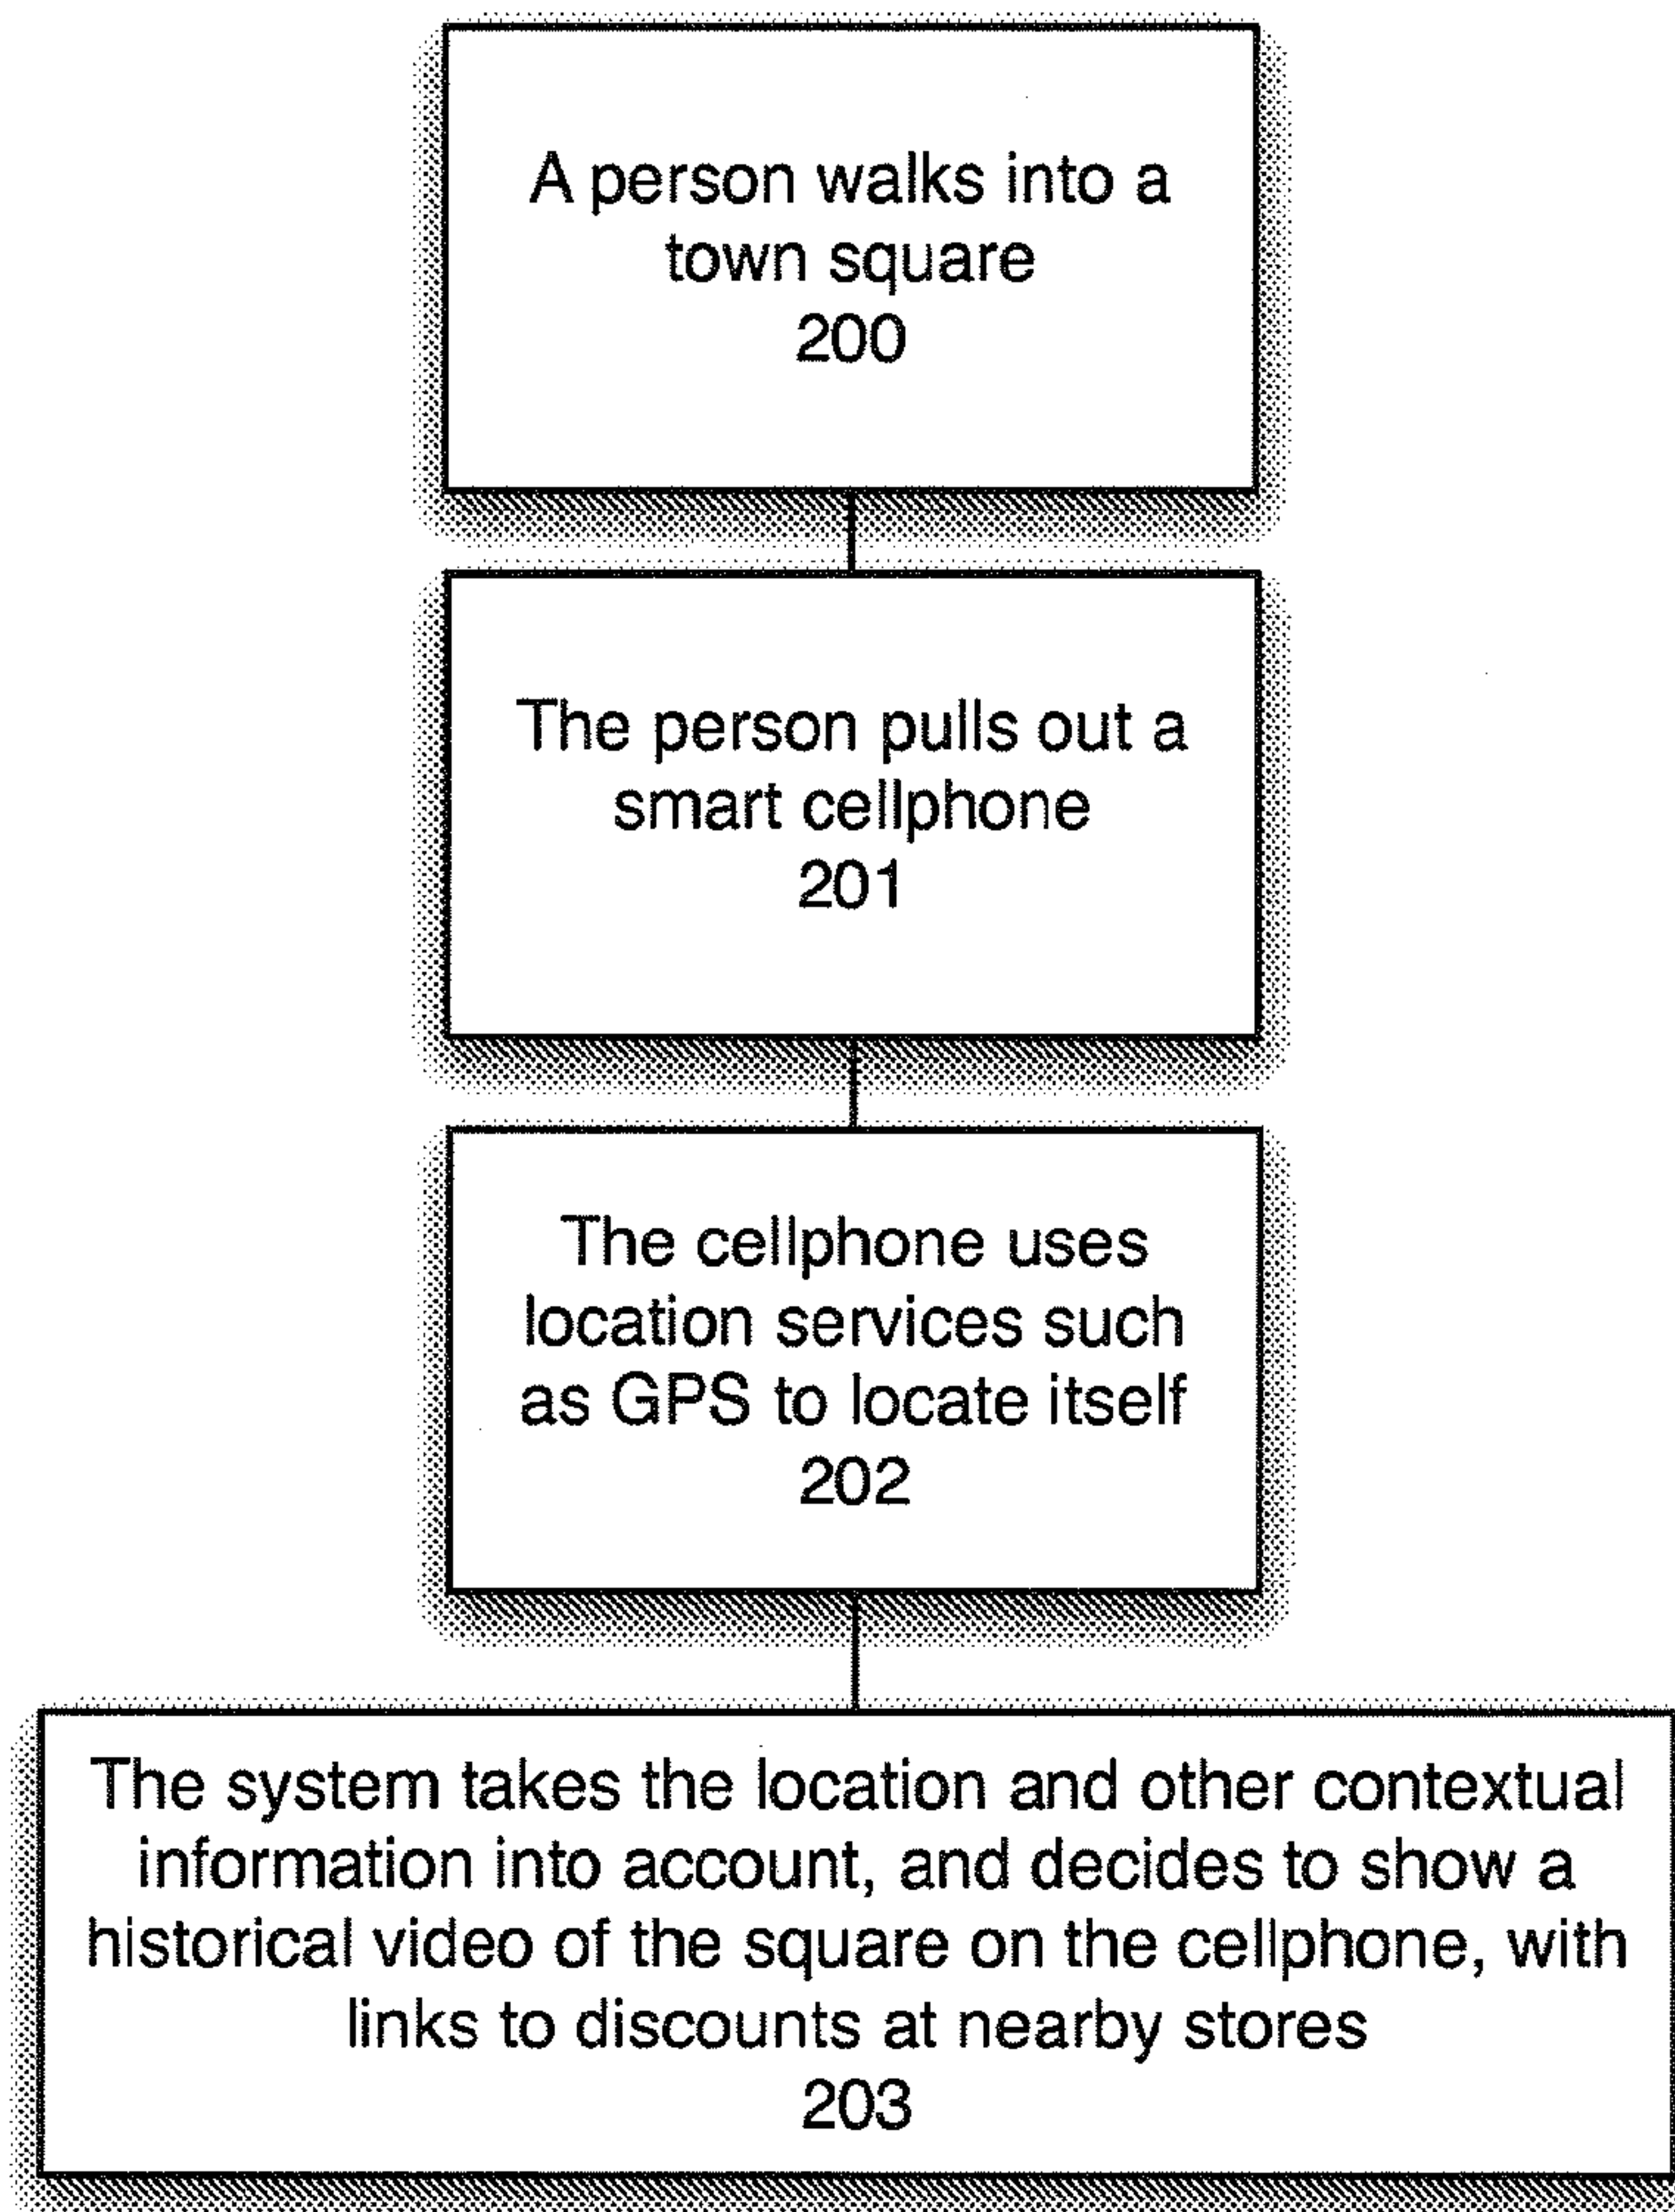 A person walks into a
town square
200
The person pulls out a
smart cellphone
201
The cellphone uses
location services such
as GPS to locate itself
202
The system takes the location and other contextual
information into account, and decides to show a
historical video of the square on the cellphone, with
links to discounts at nearby stores
203